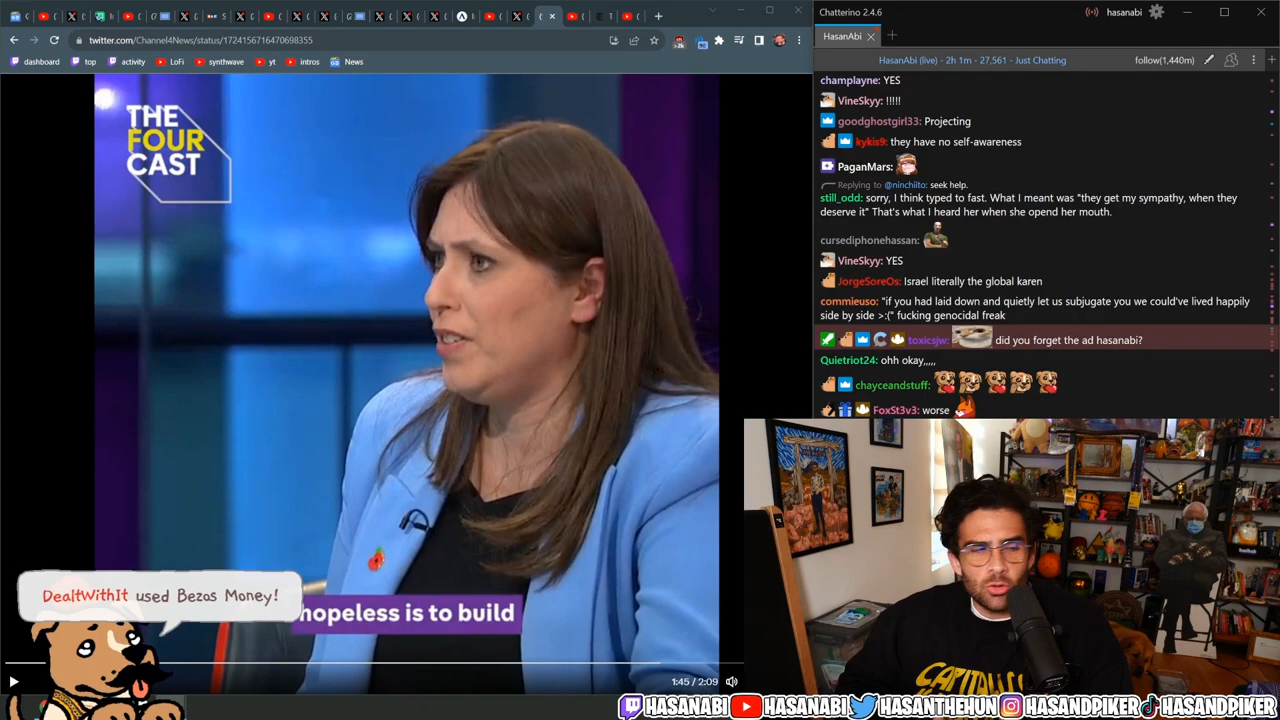 twitter.com/Channel4News/status/1724156716470698355
dashboard
top
activity
LoFi
synthwave
yt
intros
News
THE
FOUR
CAST
hopeless is to build
DealtWithIt used Bezos Money!
1:45 / 2:09
Chatterino 2.4.6
hasanabi
HasanAbi
HasanAbi (live) - 2h 1m - 27,561 - Just Chatting
follow(1,440m)
champlayne: YES
VineSkyy: !!!!!
goodghostgirl33: Projecting
kykis9: they have no self-awareness
PaganMars:
Replying to @ninchiito: seek help.
still_odd: sorry, I think typed to fast. What I meant was "they get my sympathy, when they
deserve it" That's what I heard her when she opend her mouth.
cursediphonehassan:
VineSkyy: YES
JorgeSoreOs: Israel literally the global karen
commieuso: "if you had laid down and quietly let us subjugate you we could've lived happily
side by side >:(" fucking genocidal freak
toxicsjw: did you forget the ad hasanabi?
Quietriot24: ohh okay,,,,,
chayceandstuff:
FoxSt3v3: worse
HASANABI
HASANABI
HASANTHEHUN
HASANDPIKER
HASANDPIKER